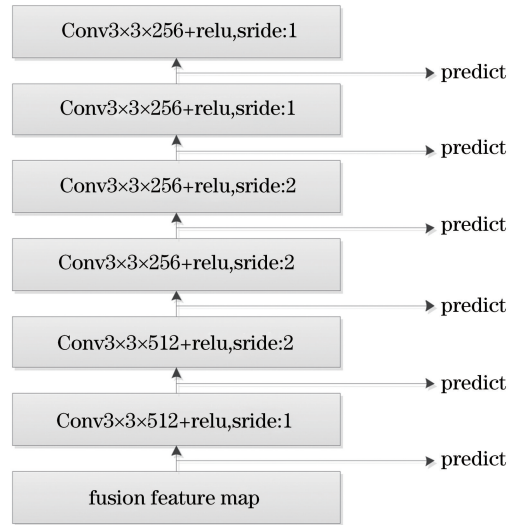 Conv3×3×256+relu,sride:1
predict
Conv3×3×256+relu,sride:1
predict
Conv3×3×256+relu,sride:2
predict
Conv3×3×256+relu,sride:2
predict
Conv3×3×512+relu,sride:2
predict
Conv3×3×512+relu,sride:1
predict
fusion feature map